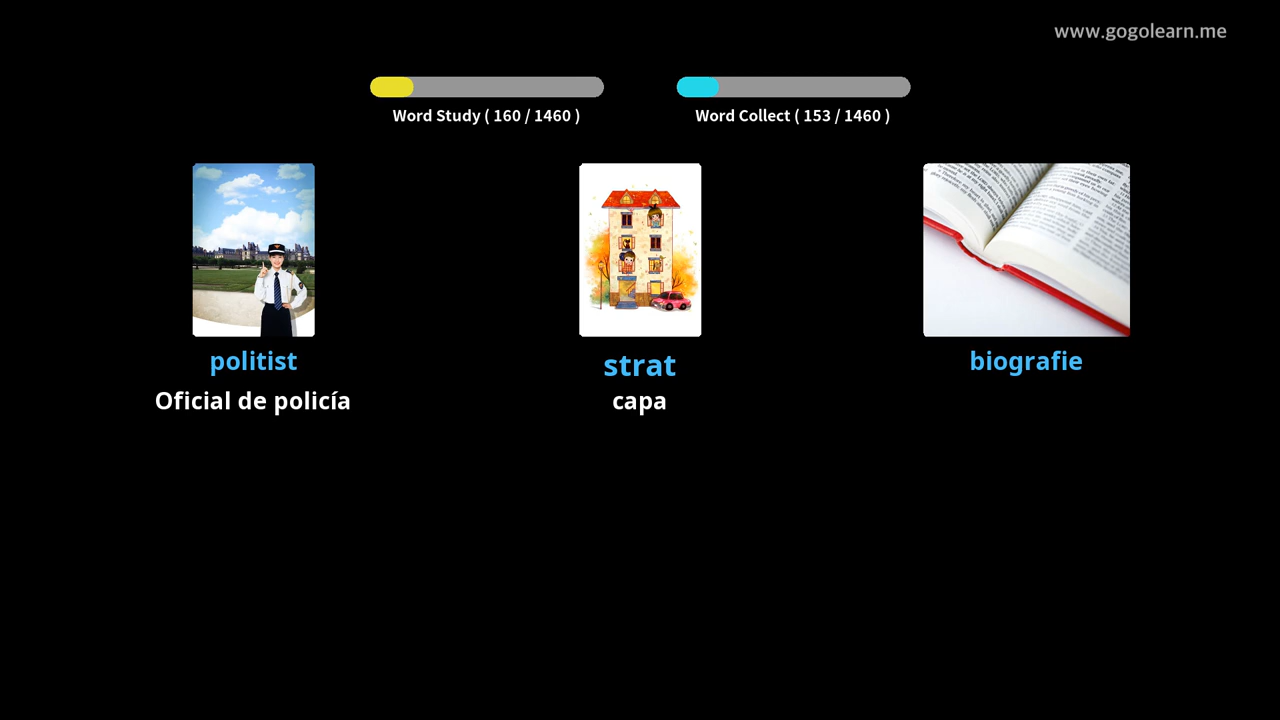 www.gogolearn.me
Word Study ( 160 / 1460 )
Word Collect ( 153 / 1460 )
politist
strat
biografie
Oficial de policía
capa